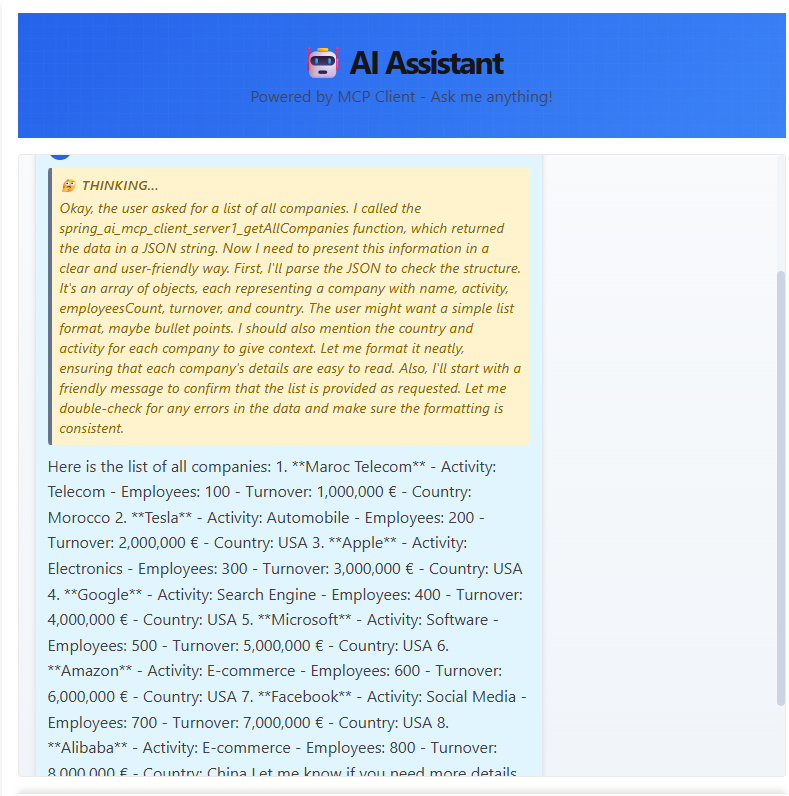 AI Assistant
Powered by MCP Client - Ask me anything!
THINKING...
Okay, the user asked for a list of all companies. I called the
spring_ai_mcp_client_server1_getAllCompanies function, which returned
the data in a JSON string. Now I need to present this information in a
clear and user-friendly way. First, I'll parse the JSON to check the structure.
It's an array of objects, each representing a company with name, activity,
employeesCount, turnover, and country. The user might want a simple list
format, maybe bullet points. I should also mention the country and
activity for each company to give context. Let me format it neatly,
ensuring that each company's details are easy to read. Also, I'll start with a
friendly message to confirm that the list is provided as requested. Let me
double-check for any errors in the data and make sure the formatting is
consistent.
Here is the list of all companies: 1. **Maroc Telecom** - Activity:
Telecom - Employees: 100 - Turnover: 1,000,000 € - Country:
Morocco 2. **Tesla** - Activity: Automobile - Employees: 200 -
Turnover: 2,000,000 € - Country: USA 3. **Apple** - Activity:
Electronics - Employees: 300 - Turnover: 3,000,000 € - Country: USA
4. **Google** - Activity: Search Engine - Employees: 400 - Turnover:
4,000,000 € - Country: USA 5. **Microsoft** - Activity: Software -
Employees: 500 - Turnover: 5,000,000 € - Country: USA 6.
**Amazon** - Activity: E-commerce - Employees: 600 - Turnover:
6,000,000 € - Country: USA 7. **Facebook** - Activity: Social Media -
Employees: 700 - Turnover: 7,000,000 € - Country: USA 8.
**Alibaba** - Activity: E-commerce - Employees: 800 - Turnover:
8,000,000 € - Country: China Let me know if you need more details